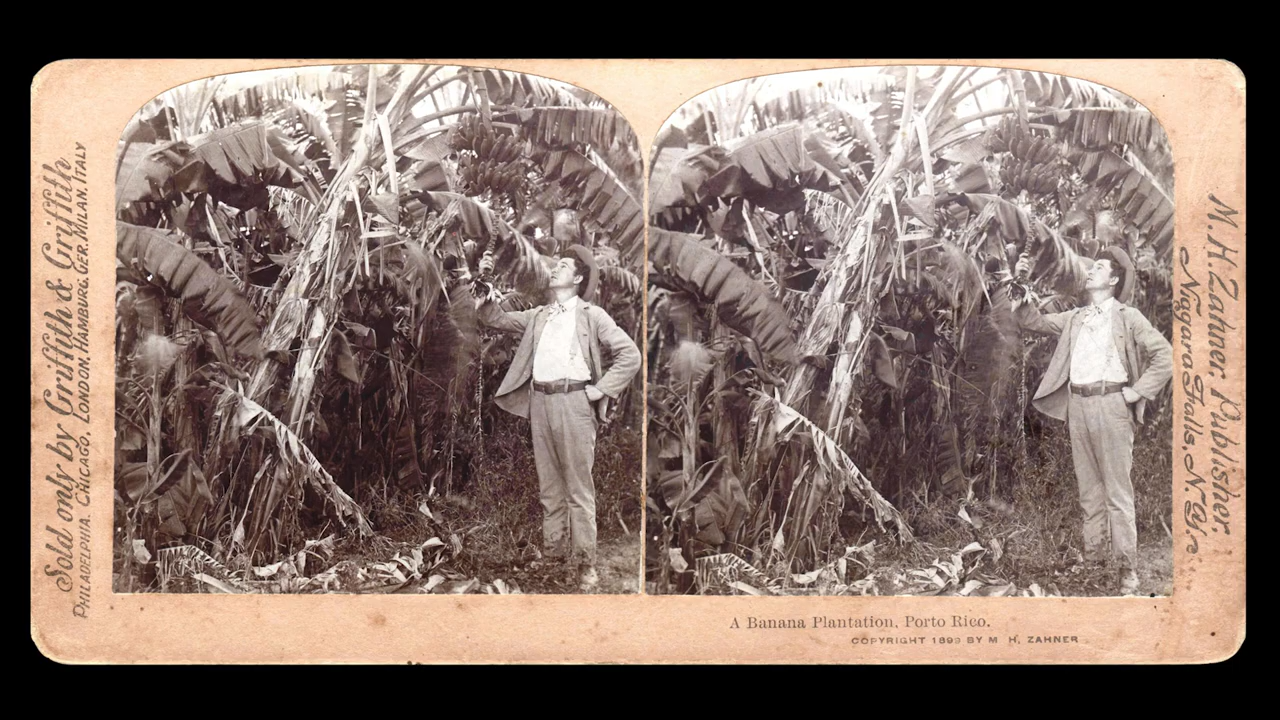 Sold only by Griffith & Griffith
PHILADELPHIA. CHICAGO. LONDON. HAMBURG, GER. MILAN. ITALY
M. H. Zahner, Publisher,
Niagara Falls, N.Y.
A Banana Plantation, Porto Rico.
COPYRIGHT 1899 BY M H, ZAHNER